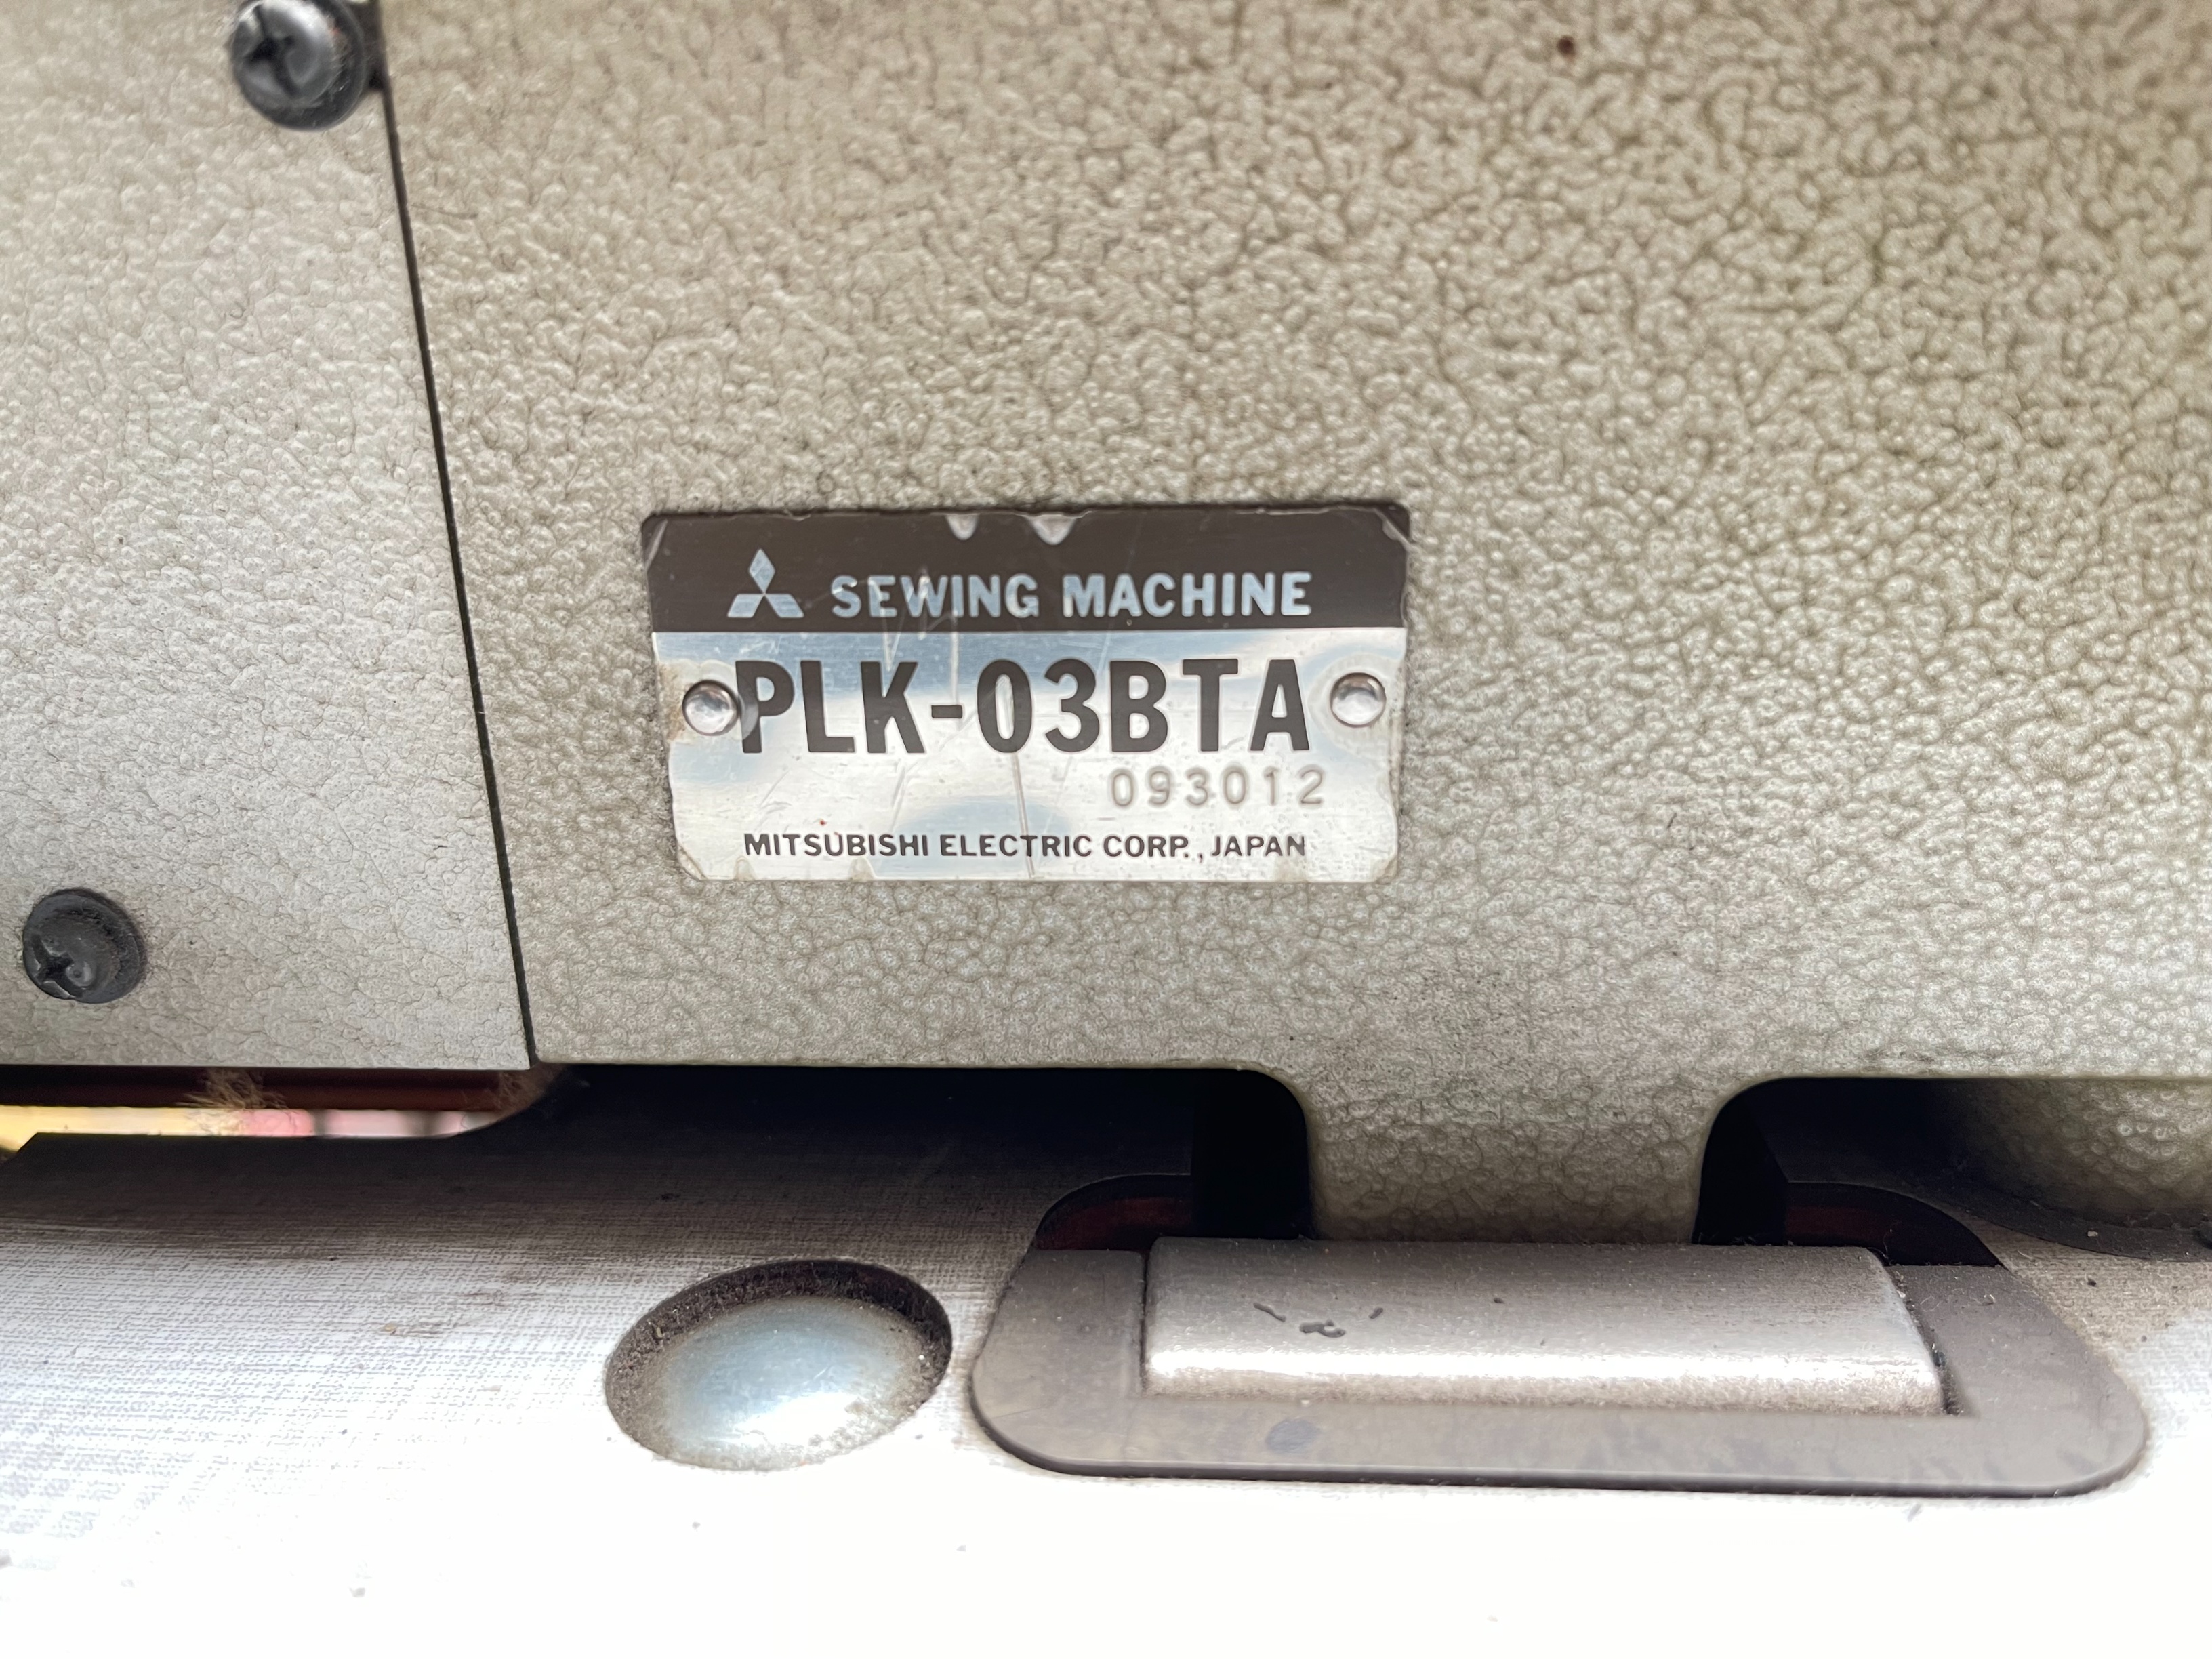 SEWING MACHINE
PLK-03BTA
093012
MITSUBISHI ELECTRIC CORP., JAPAN